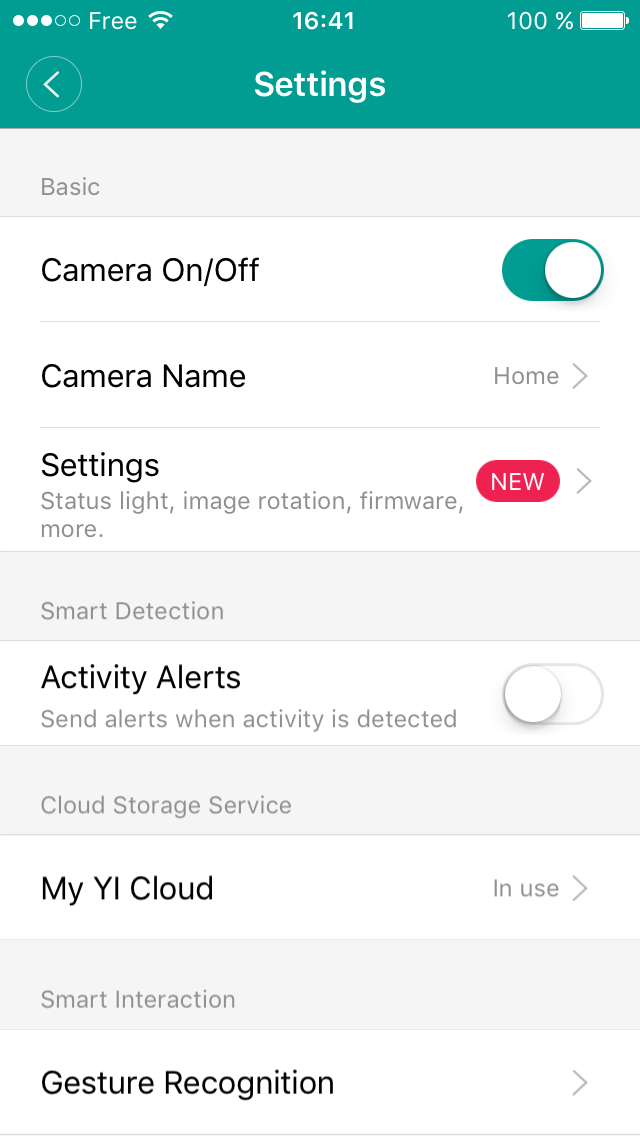 Free 16:41 100 %
Settings
Basic
Camera On/Off
Camera Name Home
Settings
NEW
Status light, image rotation, firmware,
more.
Smart Detection
Activity Alerts
Send alerts when activity is detected
Cloud Storage Service
My YI Cloud In use
Smart Interaction
Gesture Recognition